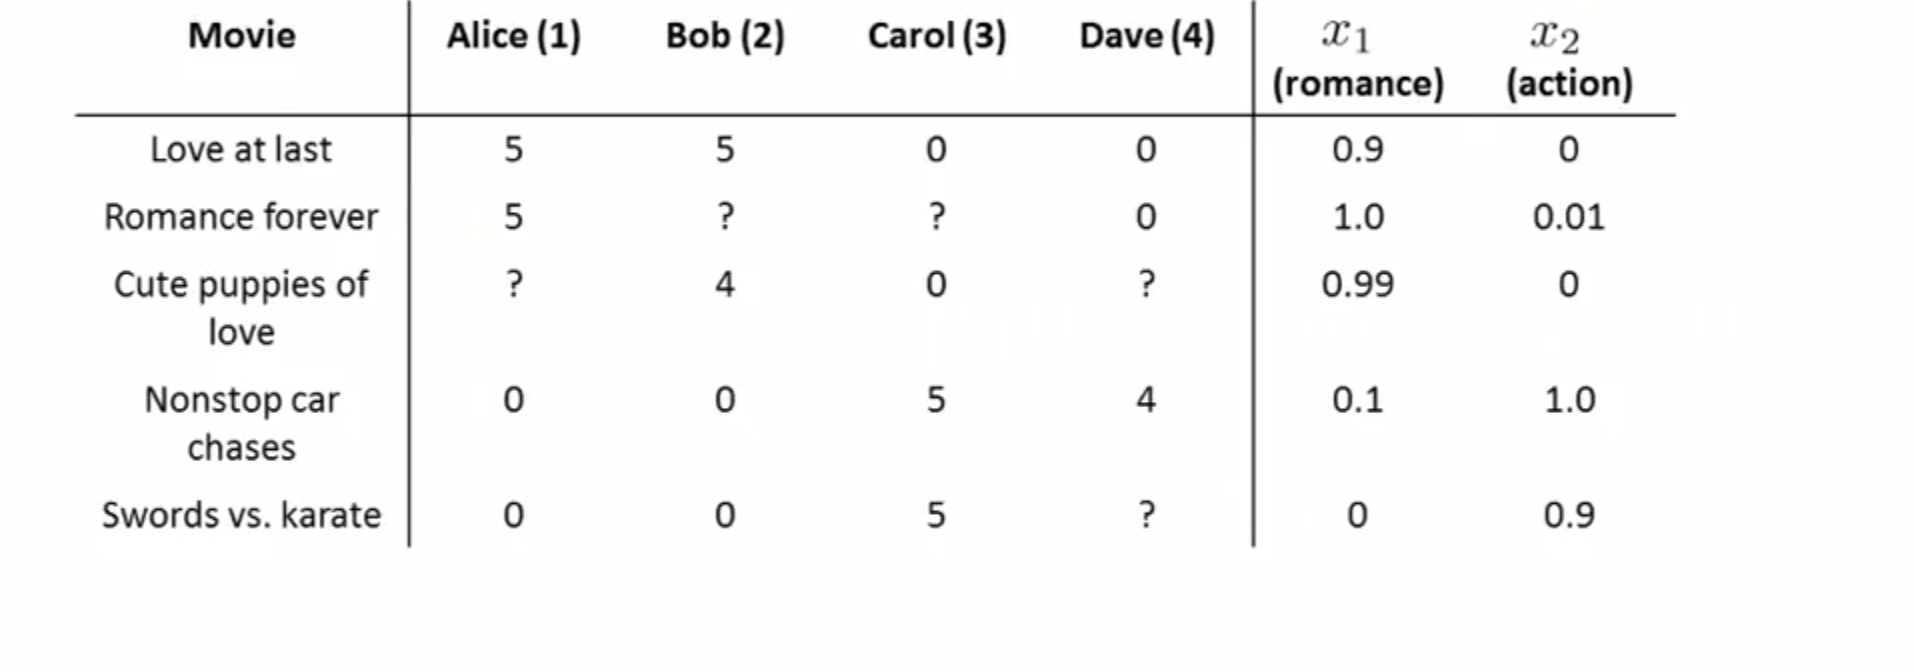 Movie Alice (1) Bob (2) Carol (3) Dave (4) x₁ x₂
(romance) (action)
Love at last 5 5 0 0 0.9 0
Romance forever 5 ? ? 0 1.0 0.01
Cute puppies of ? 4 0 ? 0.99 0
love
Nonstop car 0 0 5 4 0.1 1.0
chases
Swords vs. karate 0 0 5 ? 0 0.9